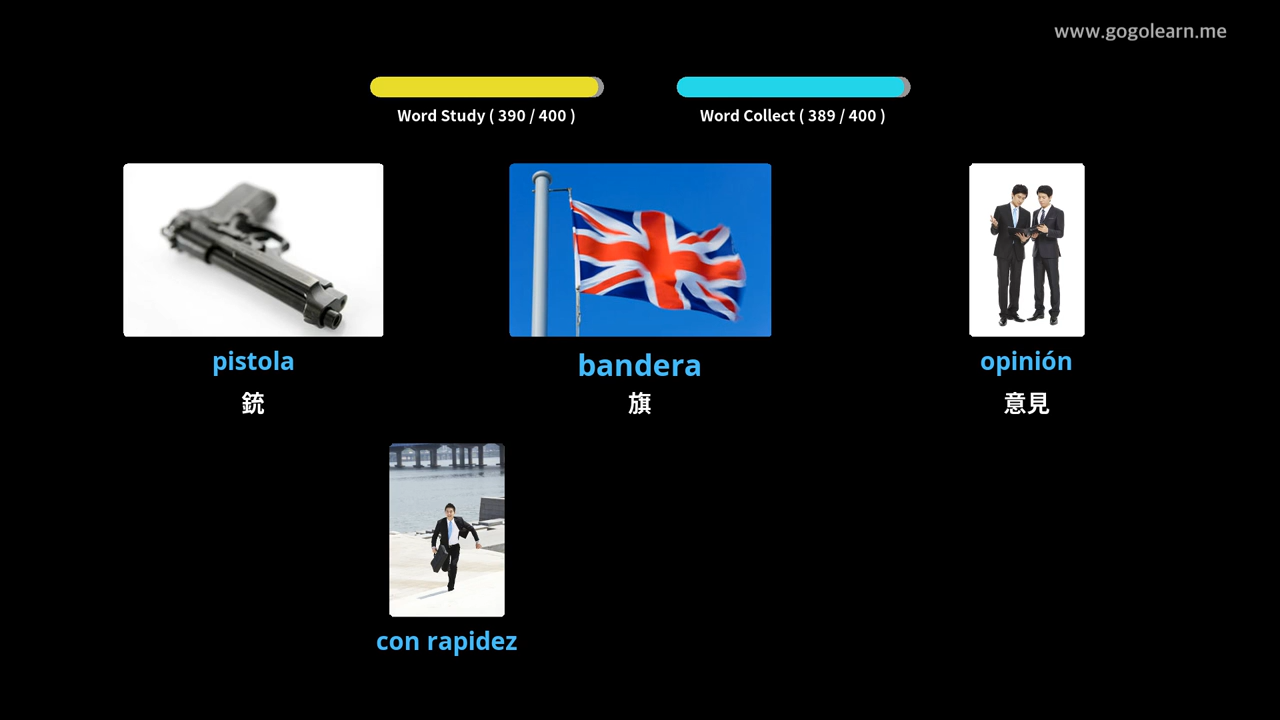 www.gogolearn.me
Word Study ( 390 / 400 )
Word Collect ( 389 / 400 )
pistola
銃
bandera
旗
opinión
意見
con rapidez